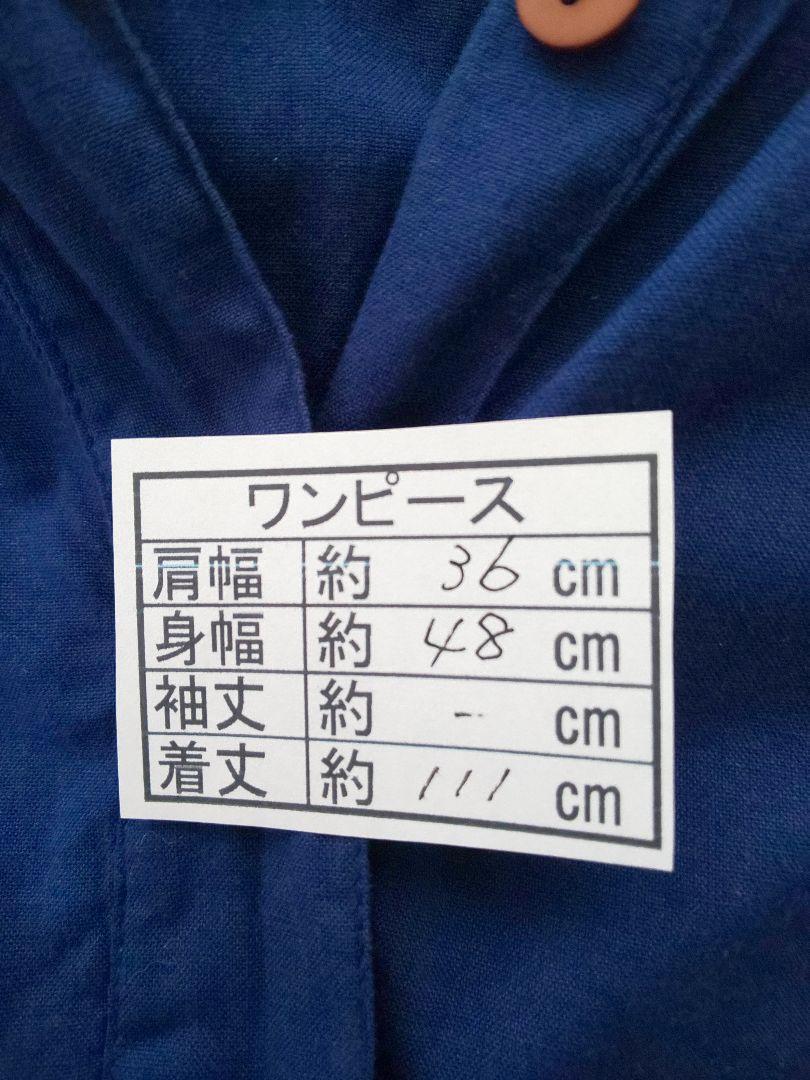 ワンピース
肩幅 約 36 cm
身幅 約 48 cm
袖丈 約 - cm
着丈 約 111 cm